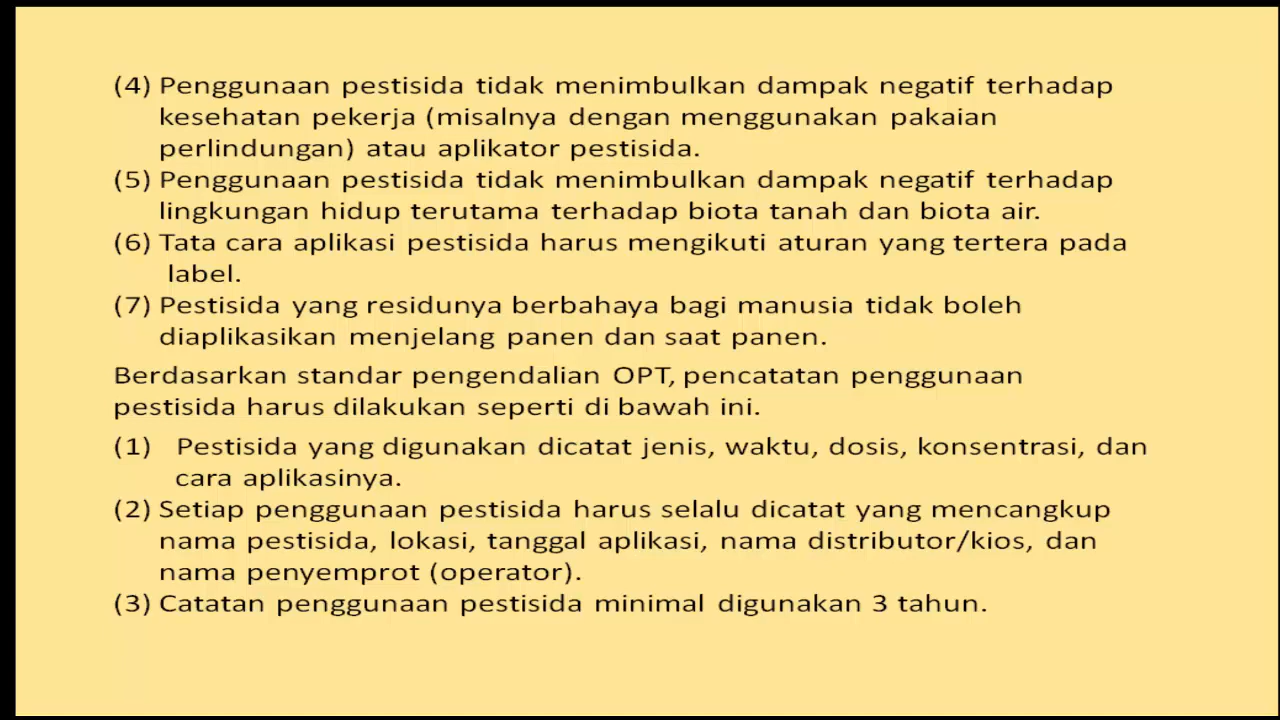 (4) Penggunaan pestisida tidak menimbulkan dampak negatif terhadap
kesehatan pekerja (misalnya dengan menggunakan pakaian
perlindungan) atau aplikator pestisida.
(5) Penggunaan pestisida tidak menimbulkan dampak negatif terhadap
lingkungan hidup terutama terhadap biota tanah dan biota air.
(6) Tata cara aplikasi pestisida harus mengikuti aturan yang tertera pada
label.
(7) Pestisida yang residunya berbahaya bagi manusia tidak boleh
diaplikasikan menjelang panen dan saat panen.
Berdasarkan standar pengendalian OPT, pencatatan penggunaan
pestisida harus dilakukan seperti di bawah ini.
(1) Pestisida yang digunakan dicatat jenis, waktu, dosis, konsentrasi, dan
cara aplikasinya.
(2) Setiap penggunaan pestisida harus selalu dicatat yang mencangkup
nama pestisida, lokasi, tanggal aplikasi, nama distributor/kios, dan
nama penyemprot (operator).
(3) Catatan penggunaan pestisida minimal digunakan 3 tahun.